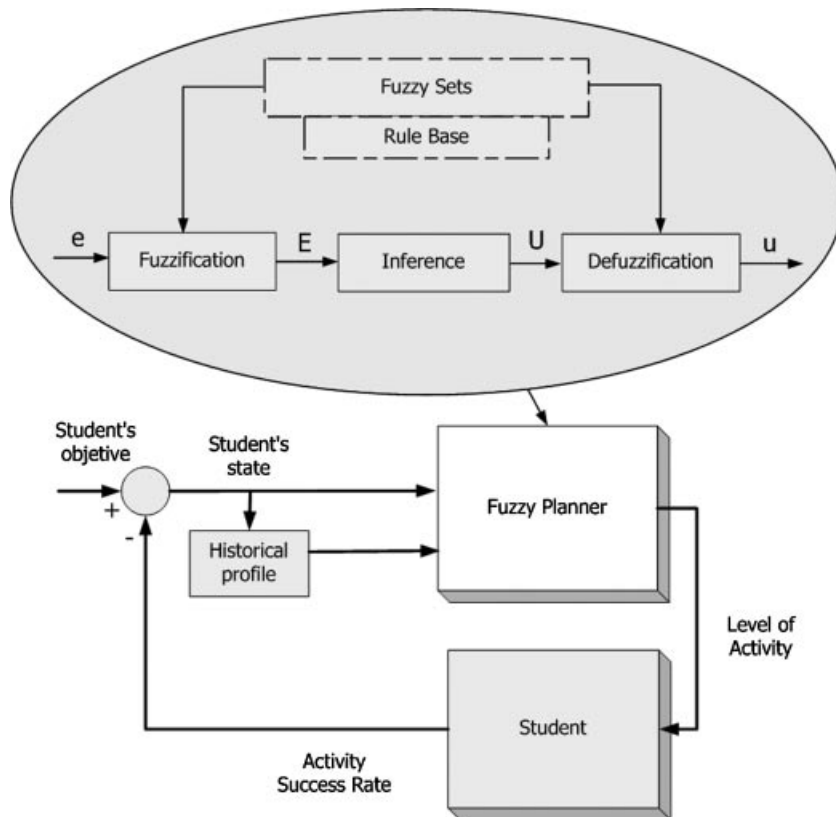 Fuzzy Sets
Rule Base
e
Fuzzification
E
Inference
U
Defuzzification
u
Student's
objetive
+
-
Student's
state
Historical
profile
Fuzzy Planner
Level of
Activity
Student
Activity
Success Rate